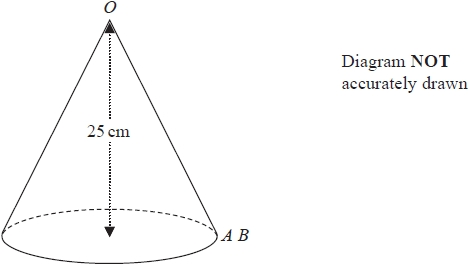 O
Diagram NOT
accurately drawn
25 cm
A B